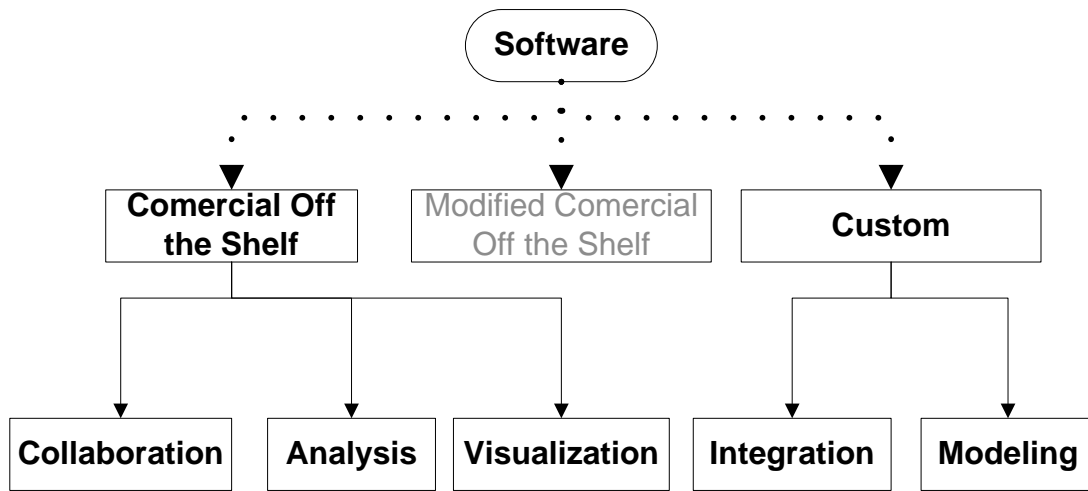 Software
Comercial Off
the Shelf
Modified Comercial
Off the Shelf
Custom
Collaboration
Analysis
Visualization
Integration
Modeling